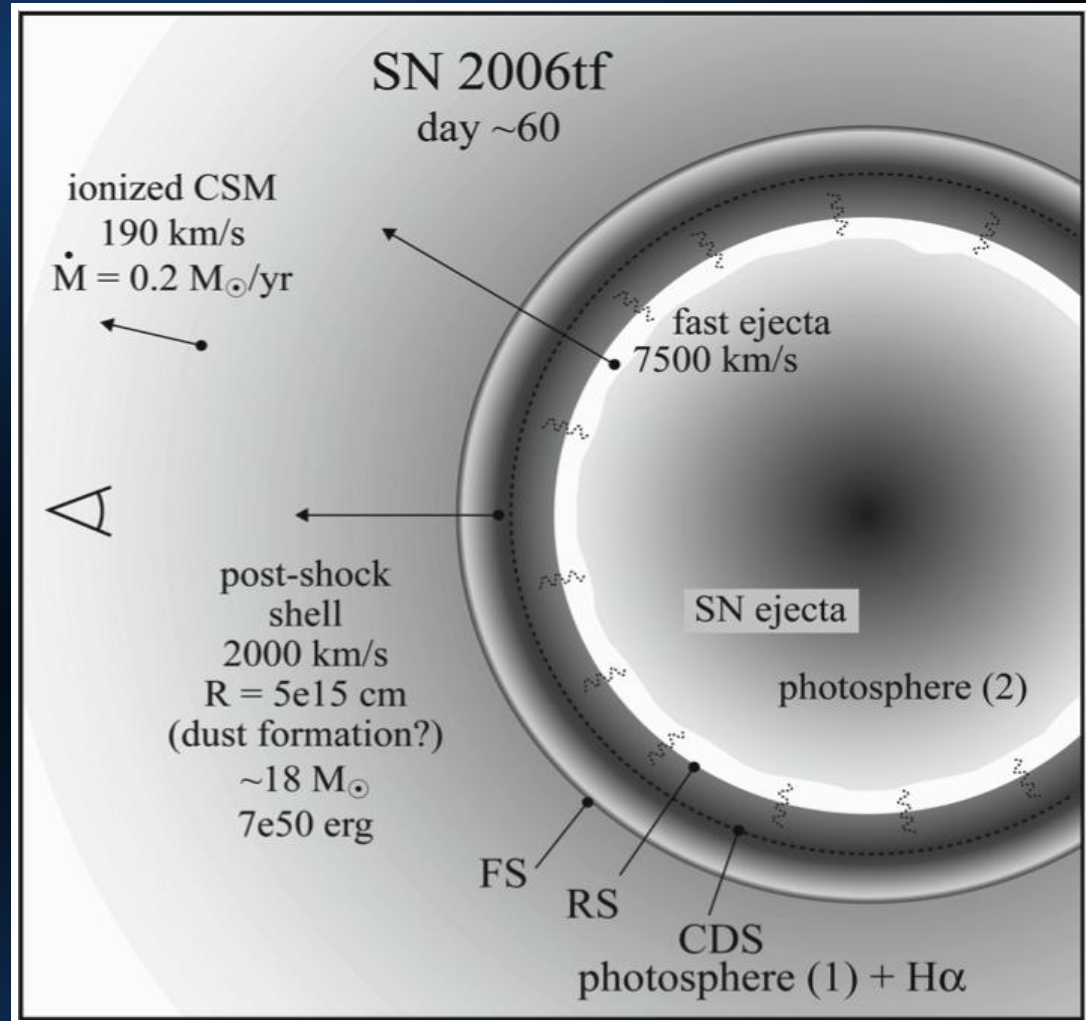 SN 2006tf
day ~60
ionized CSM
190 km/s
Ṁ = 0.2 M☉/yr
fast ejecta
7500 km/s
post-shock
shell
2000 km/s
R = 5e15 cm
(dust formation?)
~18 M☉
7e50 erg
SN ejecta
photosphere (2)
FS
RS
CDS
photosphere (1) + Hα